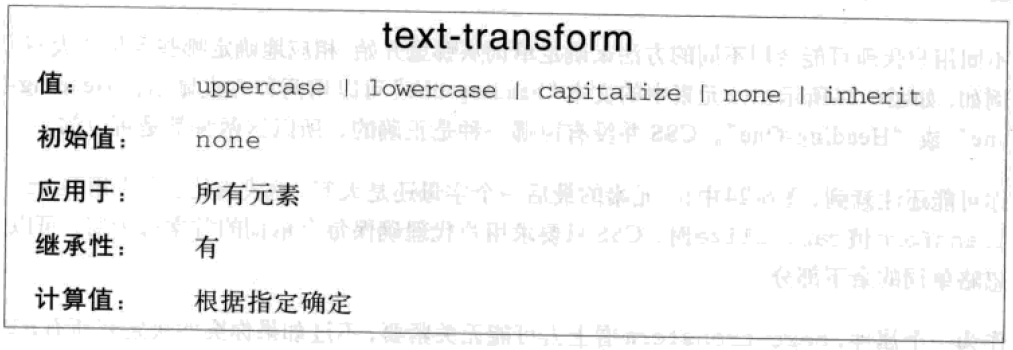 text-transform
值： uppercase | lowercase | capitalize | none | inherit
初始值： none
应用于： 所有元素
继承性： 有
计算值： 根据指定确定